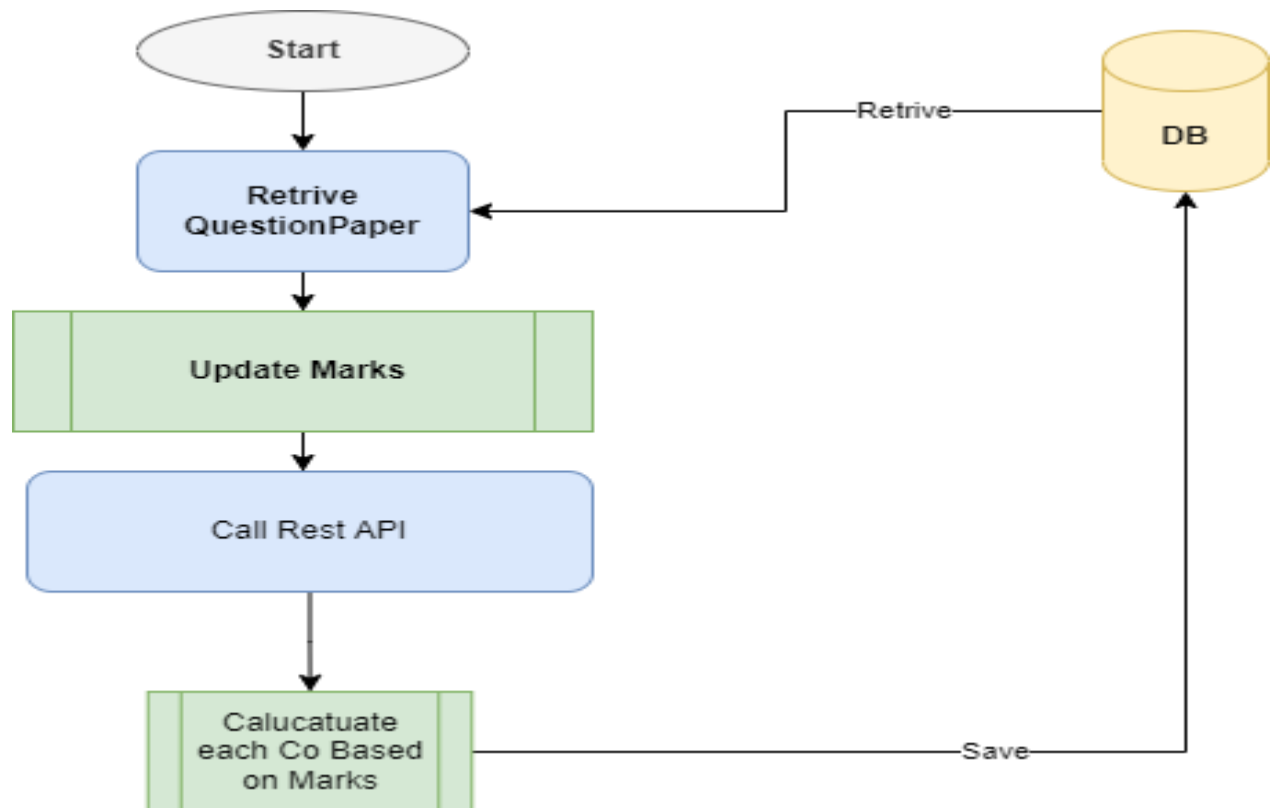 Start
Retrive
DB
Retrive
QuestionPaper
Update Marks
Call Rest API
Calucatuate
each Co Based
on Marks
Save